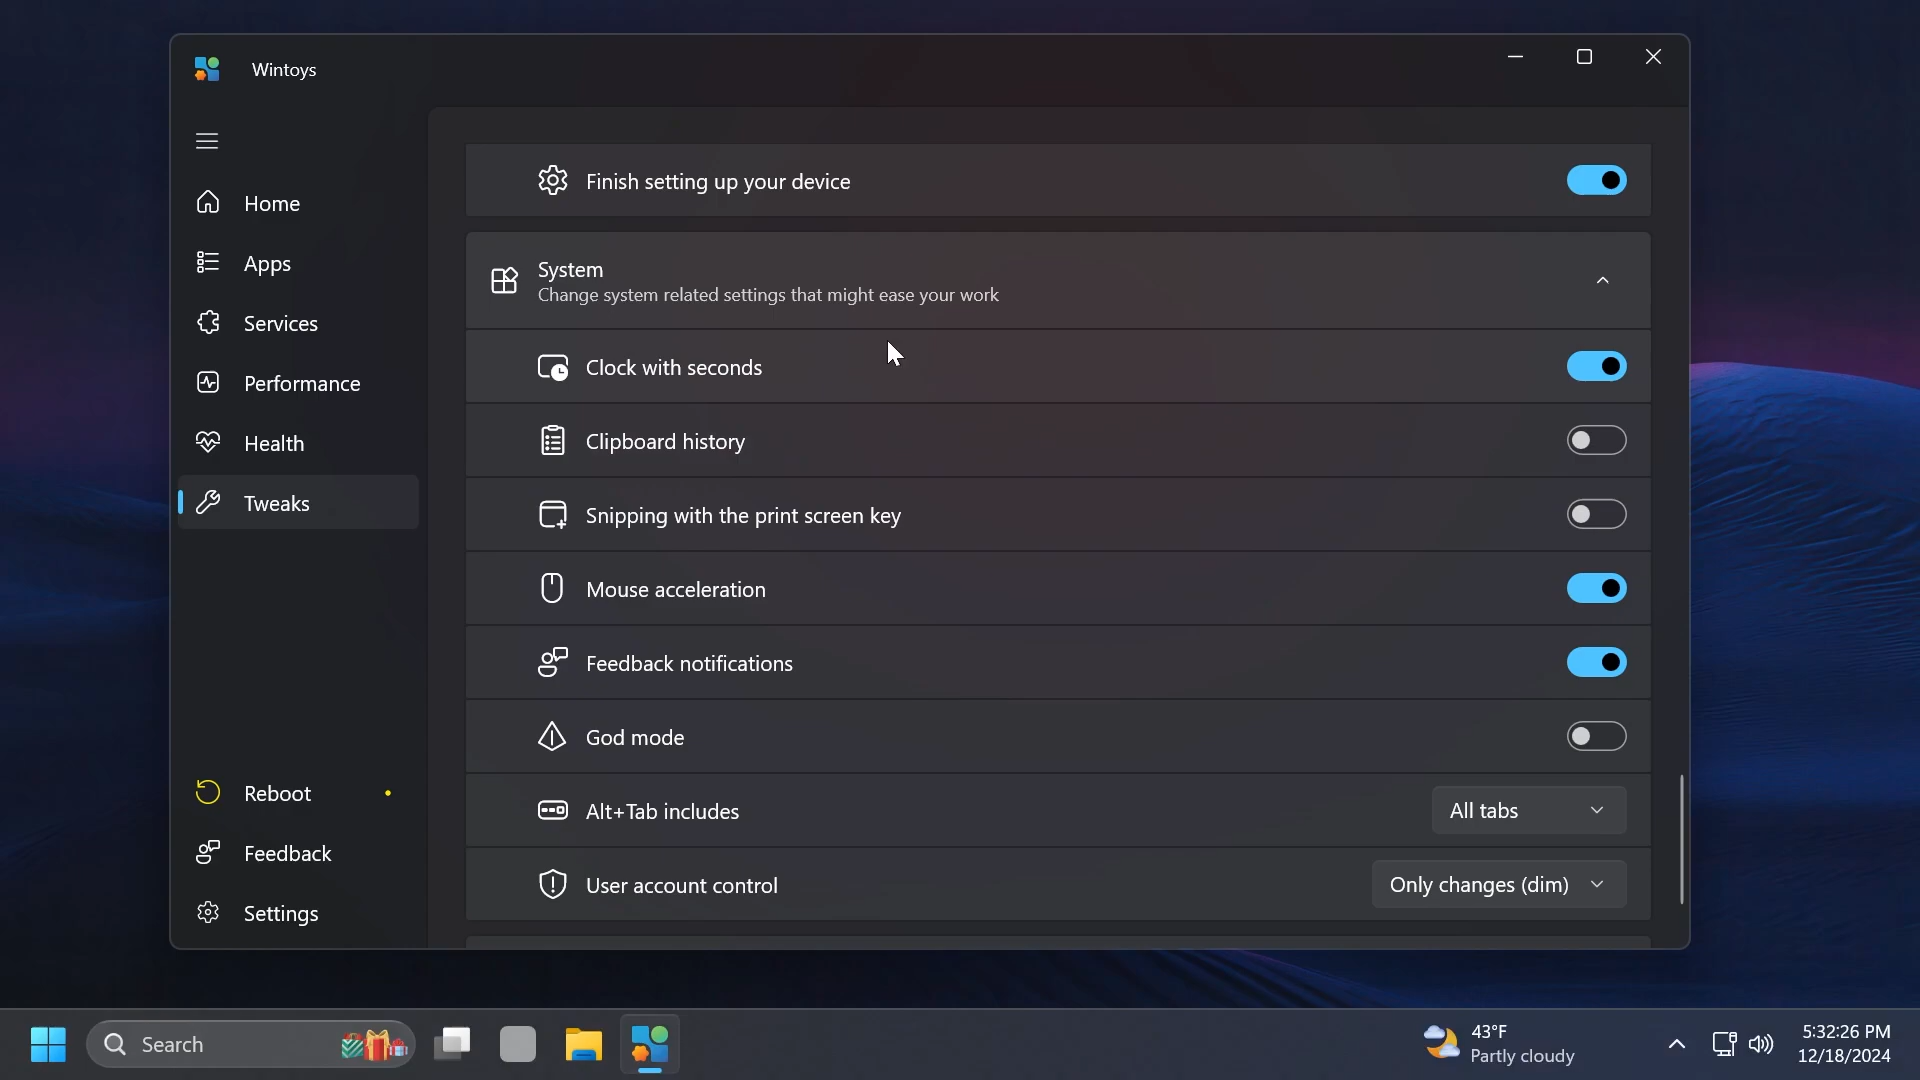 Wintoys
Home
Apps
Services
Performance
Health
Tweaks
Reboot
Feedback
Settings
Finish setting up your device
System
Change system related settings that might ease your work
Clock with seconds
Clipboard history
Snipping with the print screen key
Mouse acceleration
Feedback notifications
God mode
Alt+Tab includes
All tabs
User account control
Only changes (dim)
Search
43°F
Partly cloudy
5:32:26 PM
12/18/2024